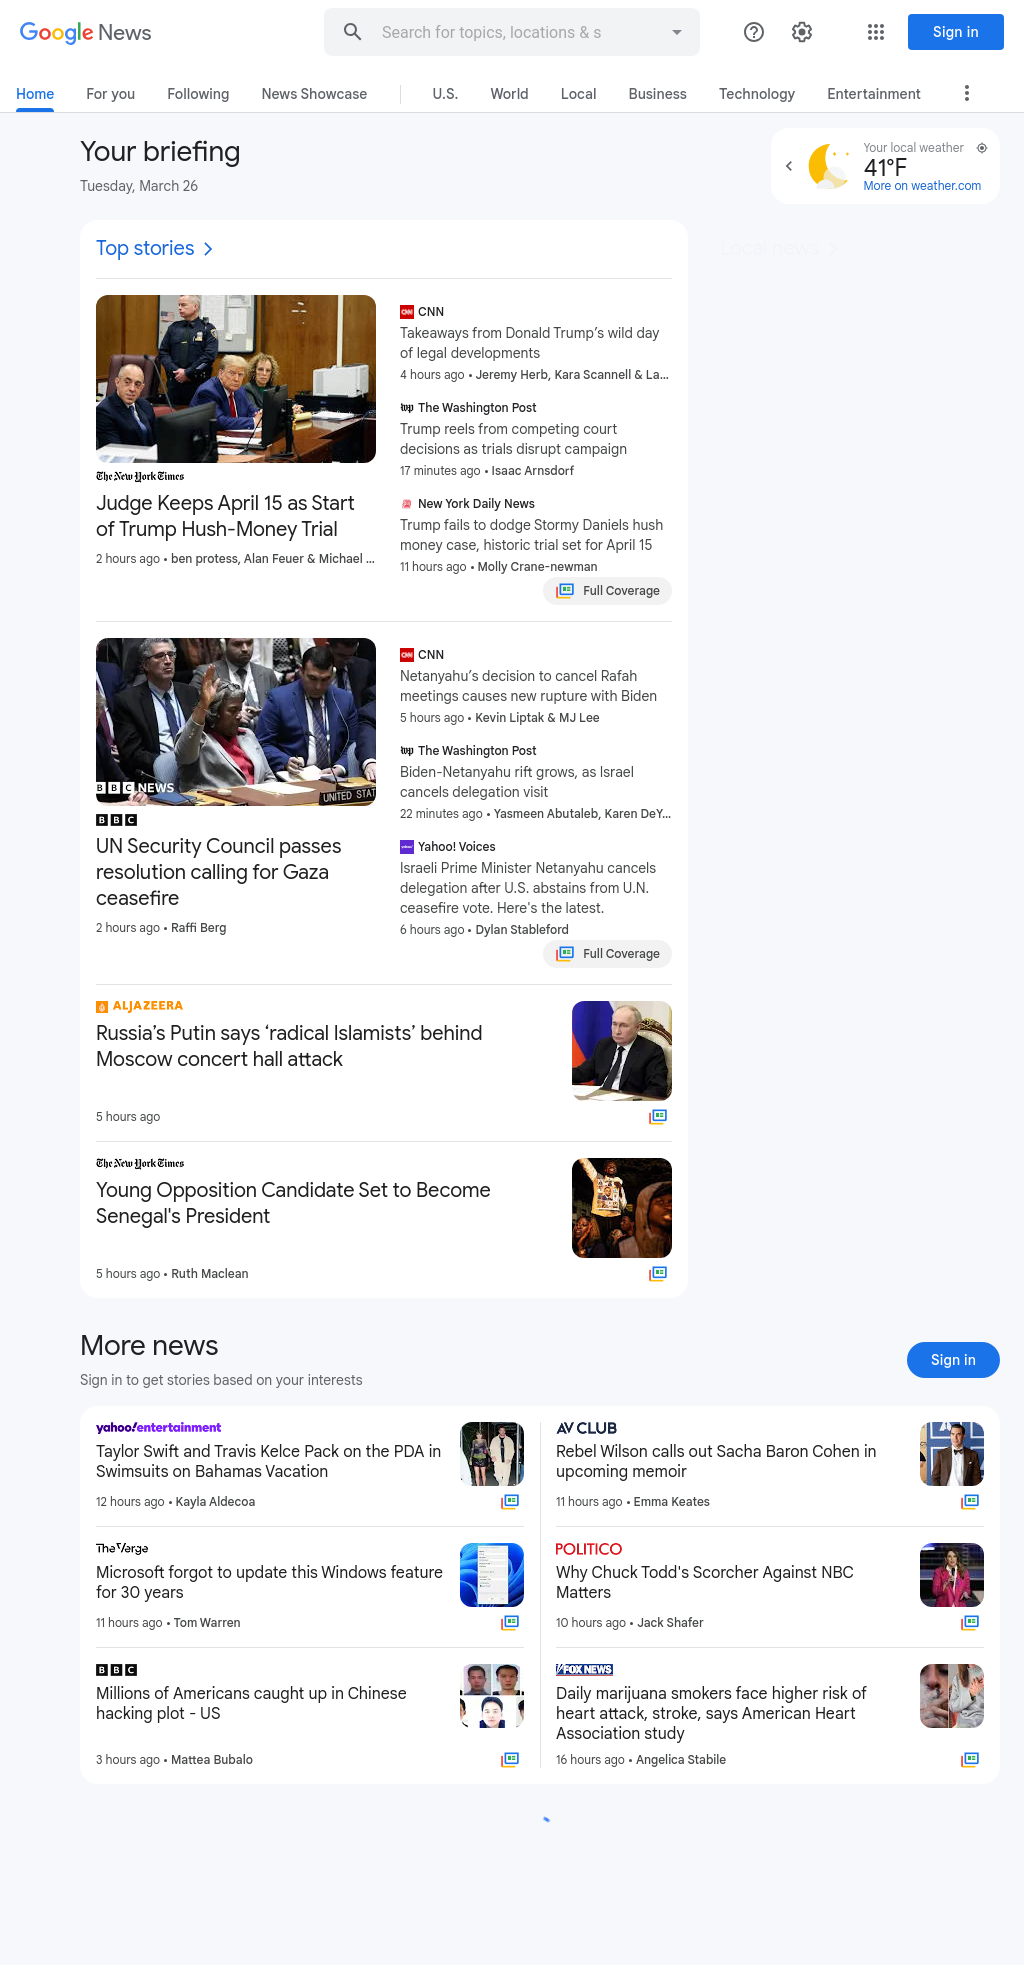 Google News
Search for topics, locations & s
Sign in
Home
For you
Following
News Showcase
U.S.
World
Local
Business
Technology
Entertainment
Your briefing
Tuesday, March 26
Your local weather
41°F
More on weather.com
Top stories
Local news
The New York Times
Judge Keeps April 15 as Start
of Trump Hush-Money Trial
2 hours ago • ben protess, Alan Feuer & Michael ...
CNN
Takeaways from Donald Trump’s wild day
of legal developments
4 hours ago • Jeremy Herb, Kara Scannell & La...
The Washington Post
Trump reels from competing court
decisions as trials disrupt campaign
17 minutes ago • Isaac Arnsdorf
New York Daily News
Trump fails to dodge Stormy Daniels hush
money case, historic trial set for April 15
11 hours ago • Molly Crane-newman
Full Coverage
BBC NEWS
UNITED STAT
BBC
UN Security Council passes
resolution calling for Gaza
ceasefire
2 hours ago • Raffi Berg
CNN
Netanyahu’s decision to cancel Rafah
meetings causes new rupture with Biden
5 hours ago • Kevin Liptak & MJ Lee
The Washington Post
Biden-Netanyahu rift grows, as Israel
cancels delegation visit
22 minutes ago • Yasmeen Abutaleb, Karen DeY...
Yahoo! Voices
Israeli Prime Minister Netanyahu cancels
delegation after U.S. abstains from U.N.
ceasefire vote. Here's the latest.
6 hours ago • Dylan Stableford
Full Coverage
ALJAZEERA
Russia’s Putin says ‘radical Islamists’ behind
Moscow concert hall attack
5 hours ago
The New York Times
Young Opposition Candidate Set to Become
Senegal's President
5 hours ago • Ruth Maclean
More news
Sign in to get stories based on your interests
Sign in
yahoo!entertainment
Taylor Swift and Travis Kelce Pack on the PDA in
Swimsuits on Bahamas Vacation
12 hours ago • Kayla Aldecoa
AV CLUB
Rebel Wilson calls out Sacha Baron Cohen in
upcoming memoir
11 hours ago • Emma Keates
The Verge
Microsoft forgot to update this Windows feature
for 30 years
11 hours ago • Tom Warren
POLITICO
Why Chuck Todd's Scorcher Against NBC
Matters
10 hours ago • Jack Shafer
BBC
Millions of Americans caught up in Chinese
hacking plot - US
3 hours ago • Mattea Bubalo
FOX NEWS
Daily marijuana smokers face higher risk of
heart attack, stroke, says American Heart
Association study
16 hours ago • Angelica Stabile